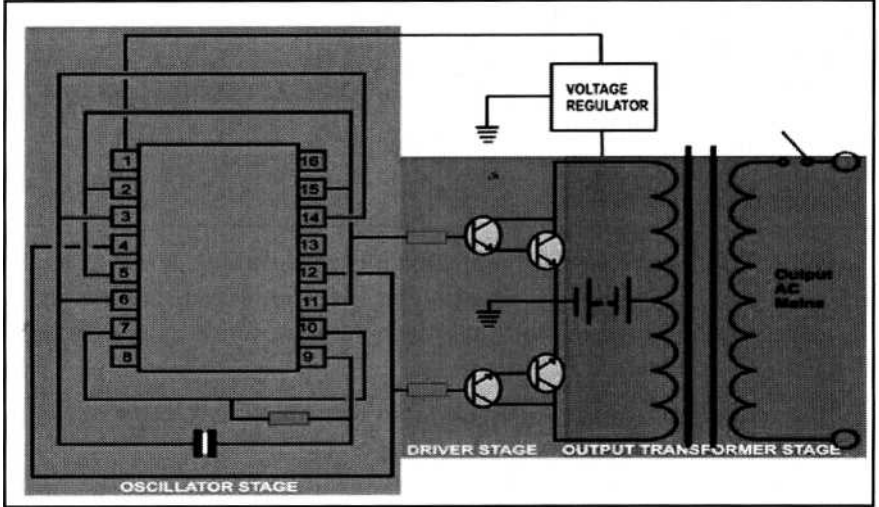 VOLTAGE
REGULATOR
1
16
2
15
3
14
4
13
5
12
6
11
7
10
8
9
Output
AC
Mains
DRIVER STAGE
OUTPUT TRANSFORMER STAGE
OSCILLATOR STAGE